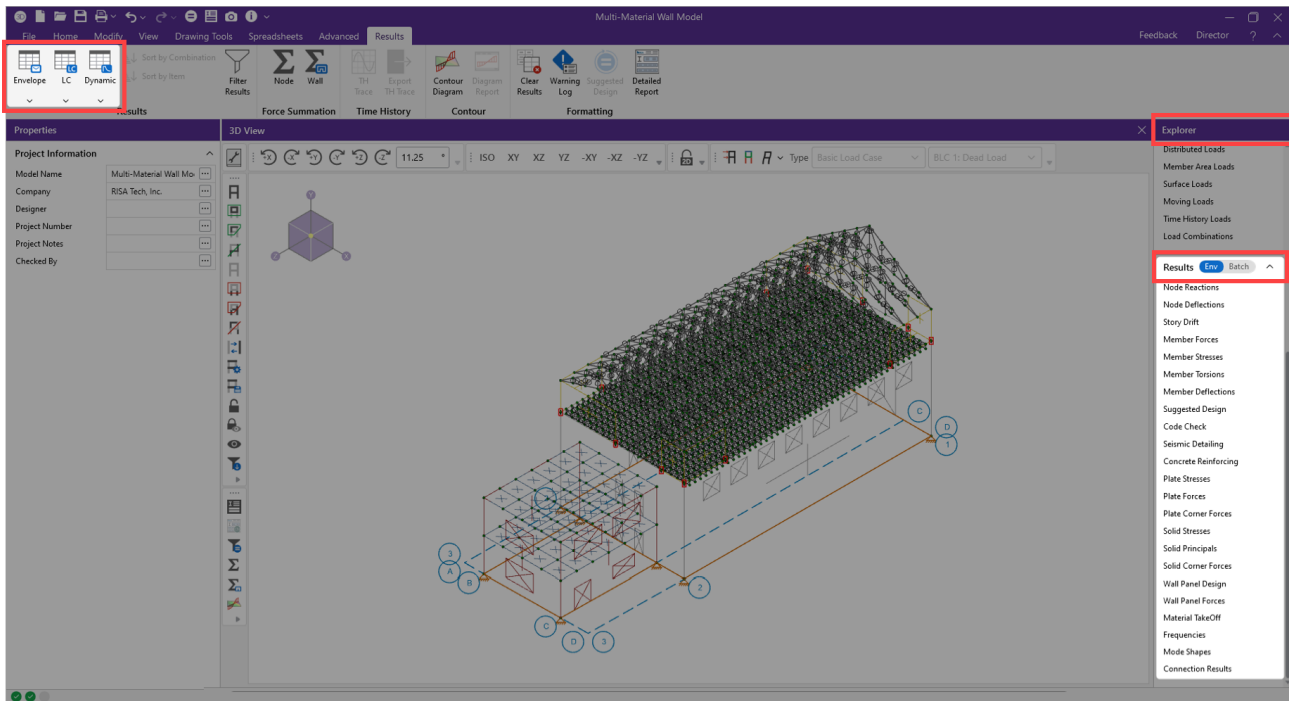 Multi-Material Wall Model
File Home Modify View Drawing Tools Spreadsheets Advanced Results Feedback Director ?
Envelope LC Dynamic
Sort by Combination
Sort by Item
Filter Results
Node Wall
TH Trace Export TH Trace
Contour Diagram Diagram Report
Clear Results Warning Log Suggested Design Detailed Report
Results Force Summation Time History Contour Formatting
Properties
Project Information
Model Name Multi-Material Wall Mo
Company RISA Tech, Inc.
Designer
Project Number
Project Notes
Checked By
3D View
+X -X +Y -Y +Z -Z 11.25 ° ISO XY XZ YZ -XY -XZ -YZ Type Basic Load Case BLC 1: Dead Load
Y
Z X
C
D
1
3
A
B
2
C
D 3
Explorer
Distributed Loads
Member Area Loads
Surface Loads
Moving Loads
Time History Loads
Load Combinations
Results Env Batch
Node Reactions
Node Deflections
Story Drift
Member Forces
Member Stresses
Member Torsions
Member Deflections
Suggested Design
Code Check
Seismic Detailing
Concrete Reinforcing
Plate Stresses
Plate Forces
Plate Corner Forces
Solid Stresses
Solid Principals
Solid Corner Forces
Wall Panel Design
Wall Panel Forces
Material TakeOff
Frequencies
Mode Shapes
Connection Results